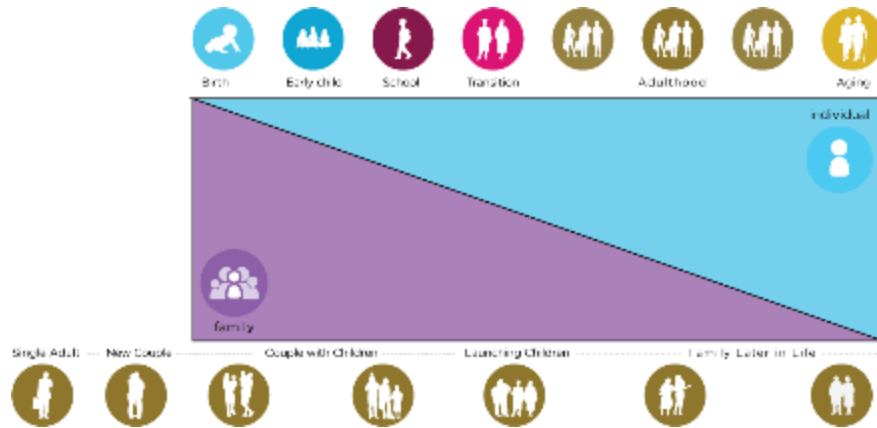 Birth Early child School Transition Adulthood Aging
individual
family
Single Adult New Couple Couple with Children Launching Children Family Later in Life